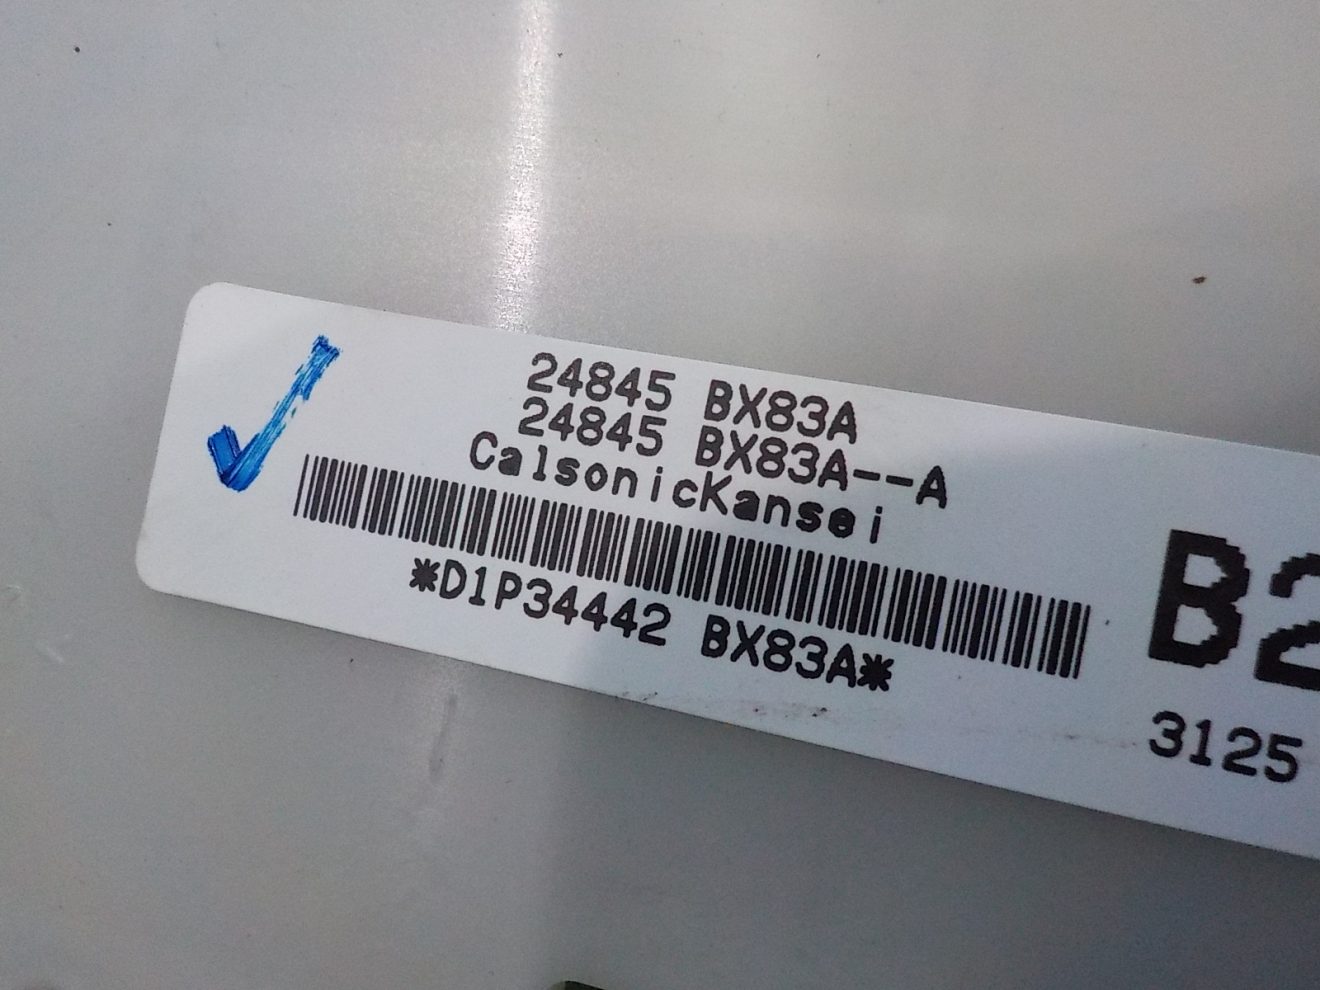 24845 BX83A
24845 BX83A--A
CalsonicKansei
*D1P34442 BX83A*
B2
3125